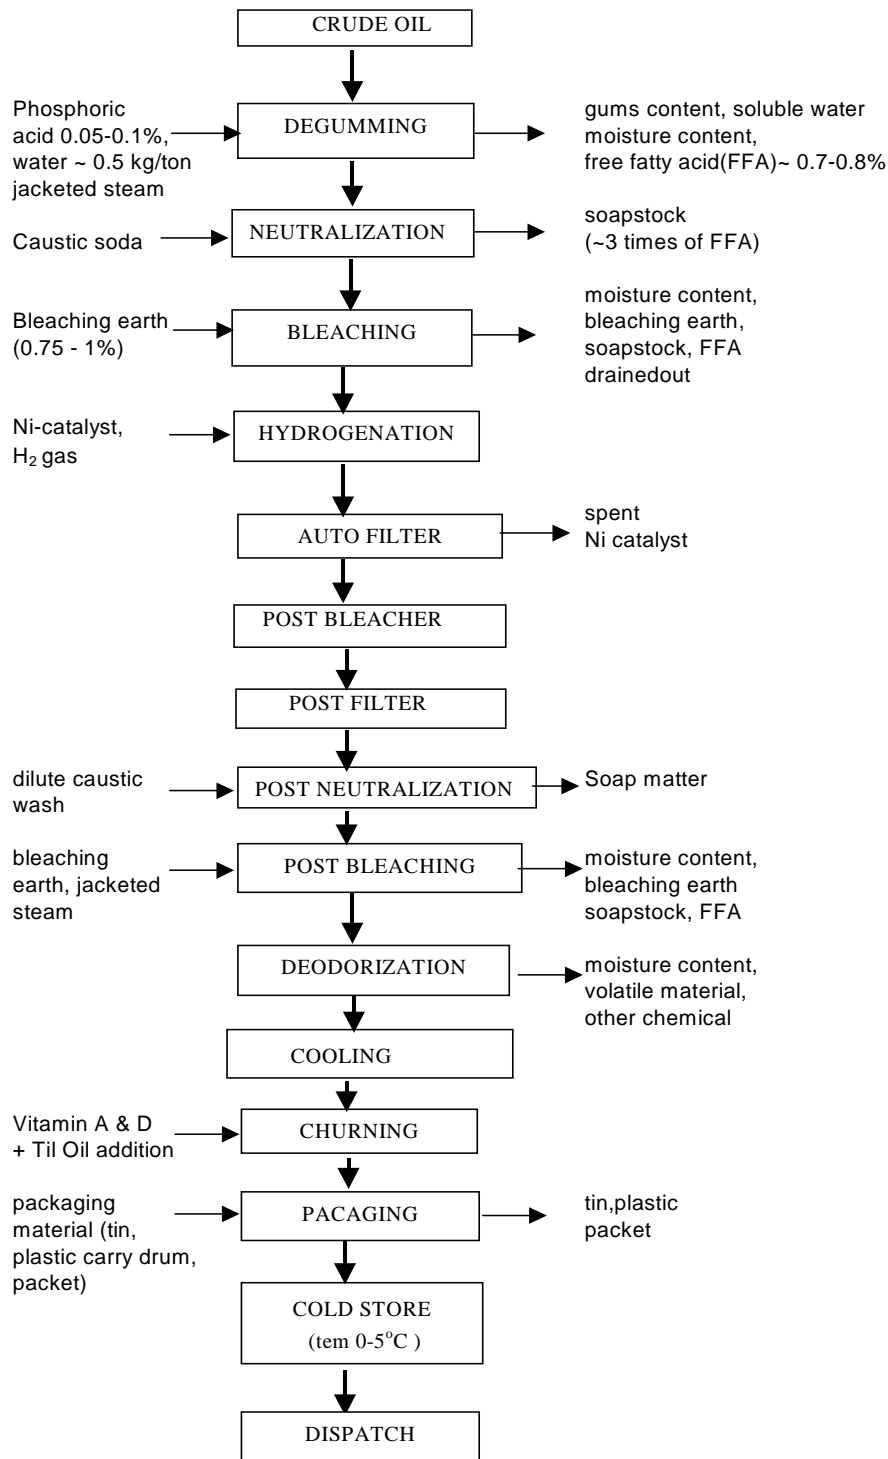 CRUDE OIL
Phosphoric
acid 0.05-0.1%,
water ~ 0.5 kg/ton
jacketed steam
DEGUMMING
gums content, soluble water
moisture content,
free fatty acid(FFA)~ 0.7-0.8%
Caustic soda
NEUTRALIZATION
soapstock
(~3 times of FFA)
Bleaching earth
(0.75 - 1%)
BLEACHING
moisture content,
bleaching earth,
soapstock, FFA
drainedout
Ni-catalyst,
H₂ gas
HYDROGENATION
AUTO FILTER
spent
Ni catalyst
POST BLEACHER
POST FILTER
dilute caustic
wash
POST NEUTRALIZATION
Soap matter
bleaching
earth, jacketed
steam
POST BLEACHING
moisture content,
bleaching earth
soapstock, FFA
DEODORIZATION
moisture content,
volatile material,
other chemical
COOLING
Vitamin A & D
+ Til Oil addition
CHURNING
packaging
material (tin,
plastic carry drum,
packet)
PACAGING
tin,plastic
packet
COLD STORE
(tem 0-5°C )
DISPATCH